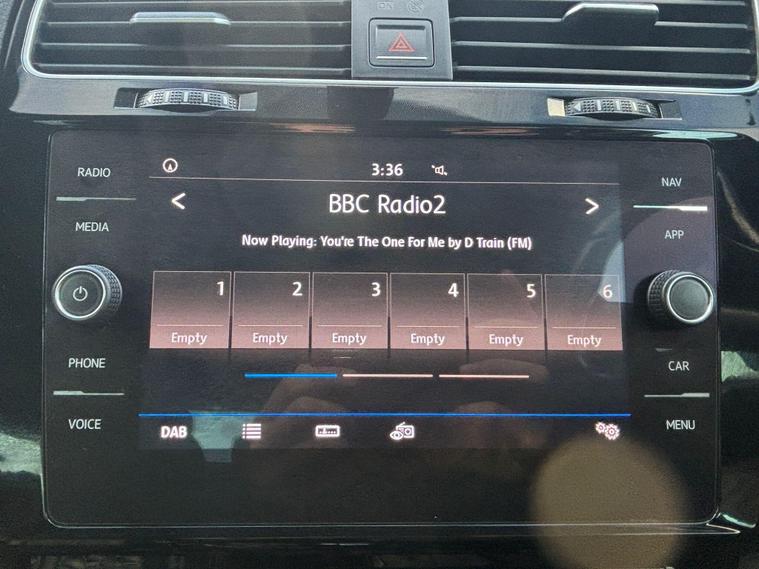 RADIO
MEDIA
PHONE
VOICE
3:36
BBC Radio2
Now Playing: You're The One For Me by D Train (FM)
1 2 3 4 5 6
Empty Empty Empty Empty Empty Empty
DAB
NAV
APP
CAR
MENU